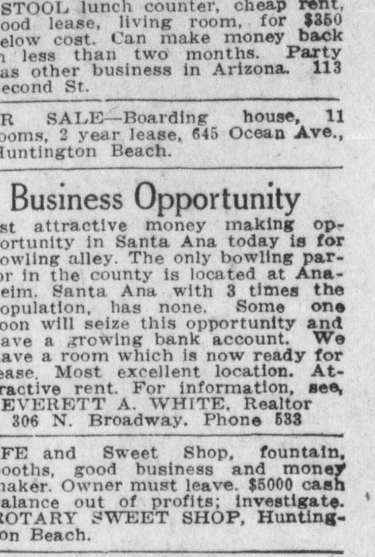 STOOL lunch counter, cheap rent,
ood lease, living room, for $350
elow cost. Can make money back
n less than two months. Party
as other business in Arizona. 113
econd St.
R SALE—Boarding house, 11
ooms, 2 year lease, 645 Ocean Ave.,
Huntington Beach.
Business Opportunity
st attractive money making op-
ortunity in Santa Ana today is for
owling alley. The only bowling par-
or in the county is located at Ana-
eim. Santa Ana with 3 times the
opulation, has none. Some one
oon will seize this opportunity and
ave a growing bank account. We
ave a room which is now ready for
ease. Most excellent location. At-
ractive rent. For information, see,
EVERETT A. WHITE, Realtor
306 N. Broadway. Phone 533
FE and Sweet Shop, fountain,
ooths, good business and money
naker. Owner must leave. $5000 cash
alance out of profits; investigate.
ROTARY SWEET SHOP, Hunting-
on Beach.